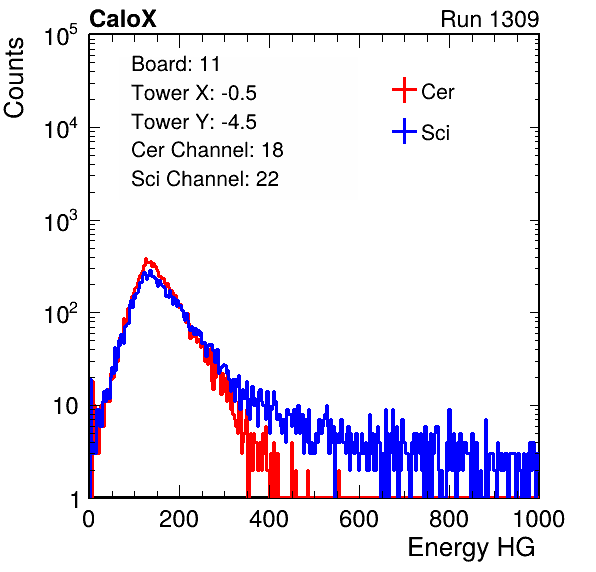 CaloX Run 1309
Counts
10^5
10^4
10^3
10^2
10
1
Board: 11
Tower X: -0.5
Tower Y: -4.5
Cer Channel: 18
Sci Channel: 22
Cer
Sci
0 200 400 600 800 1000
Energy HG